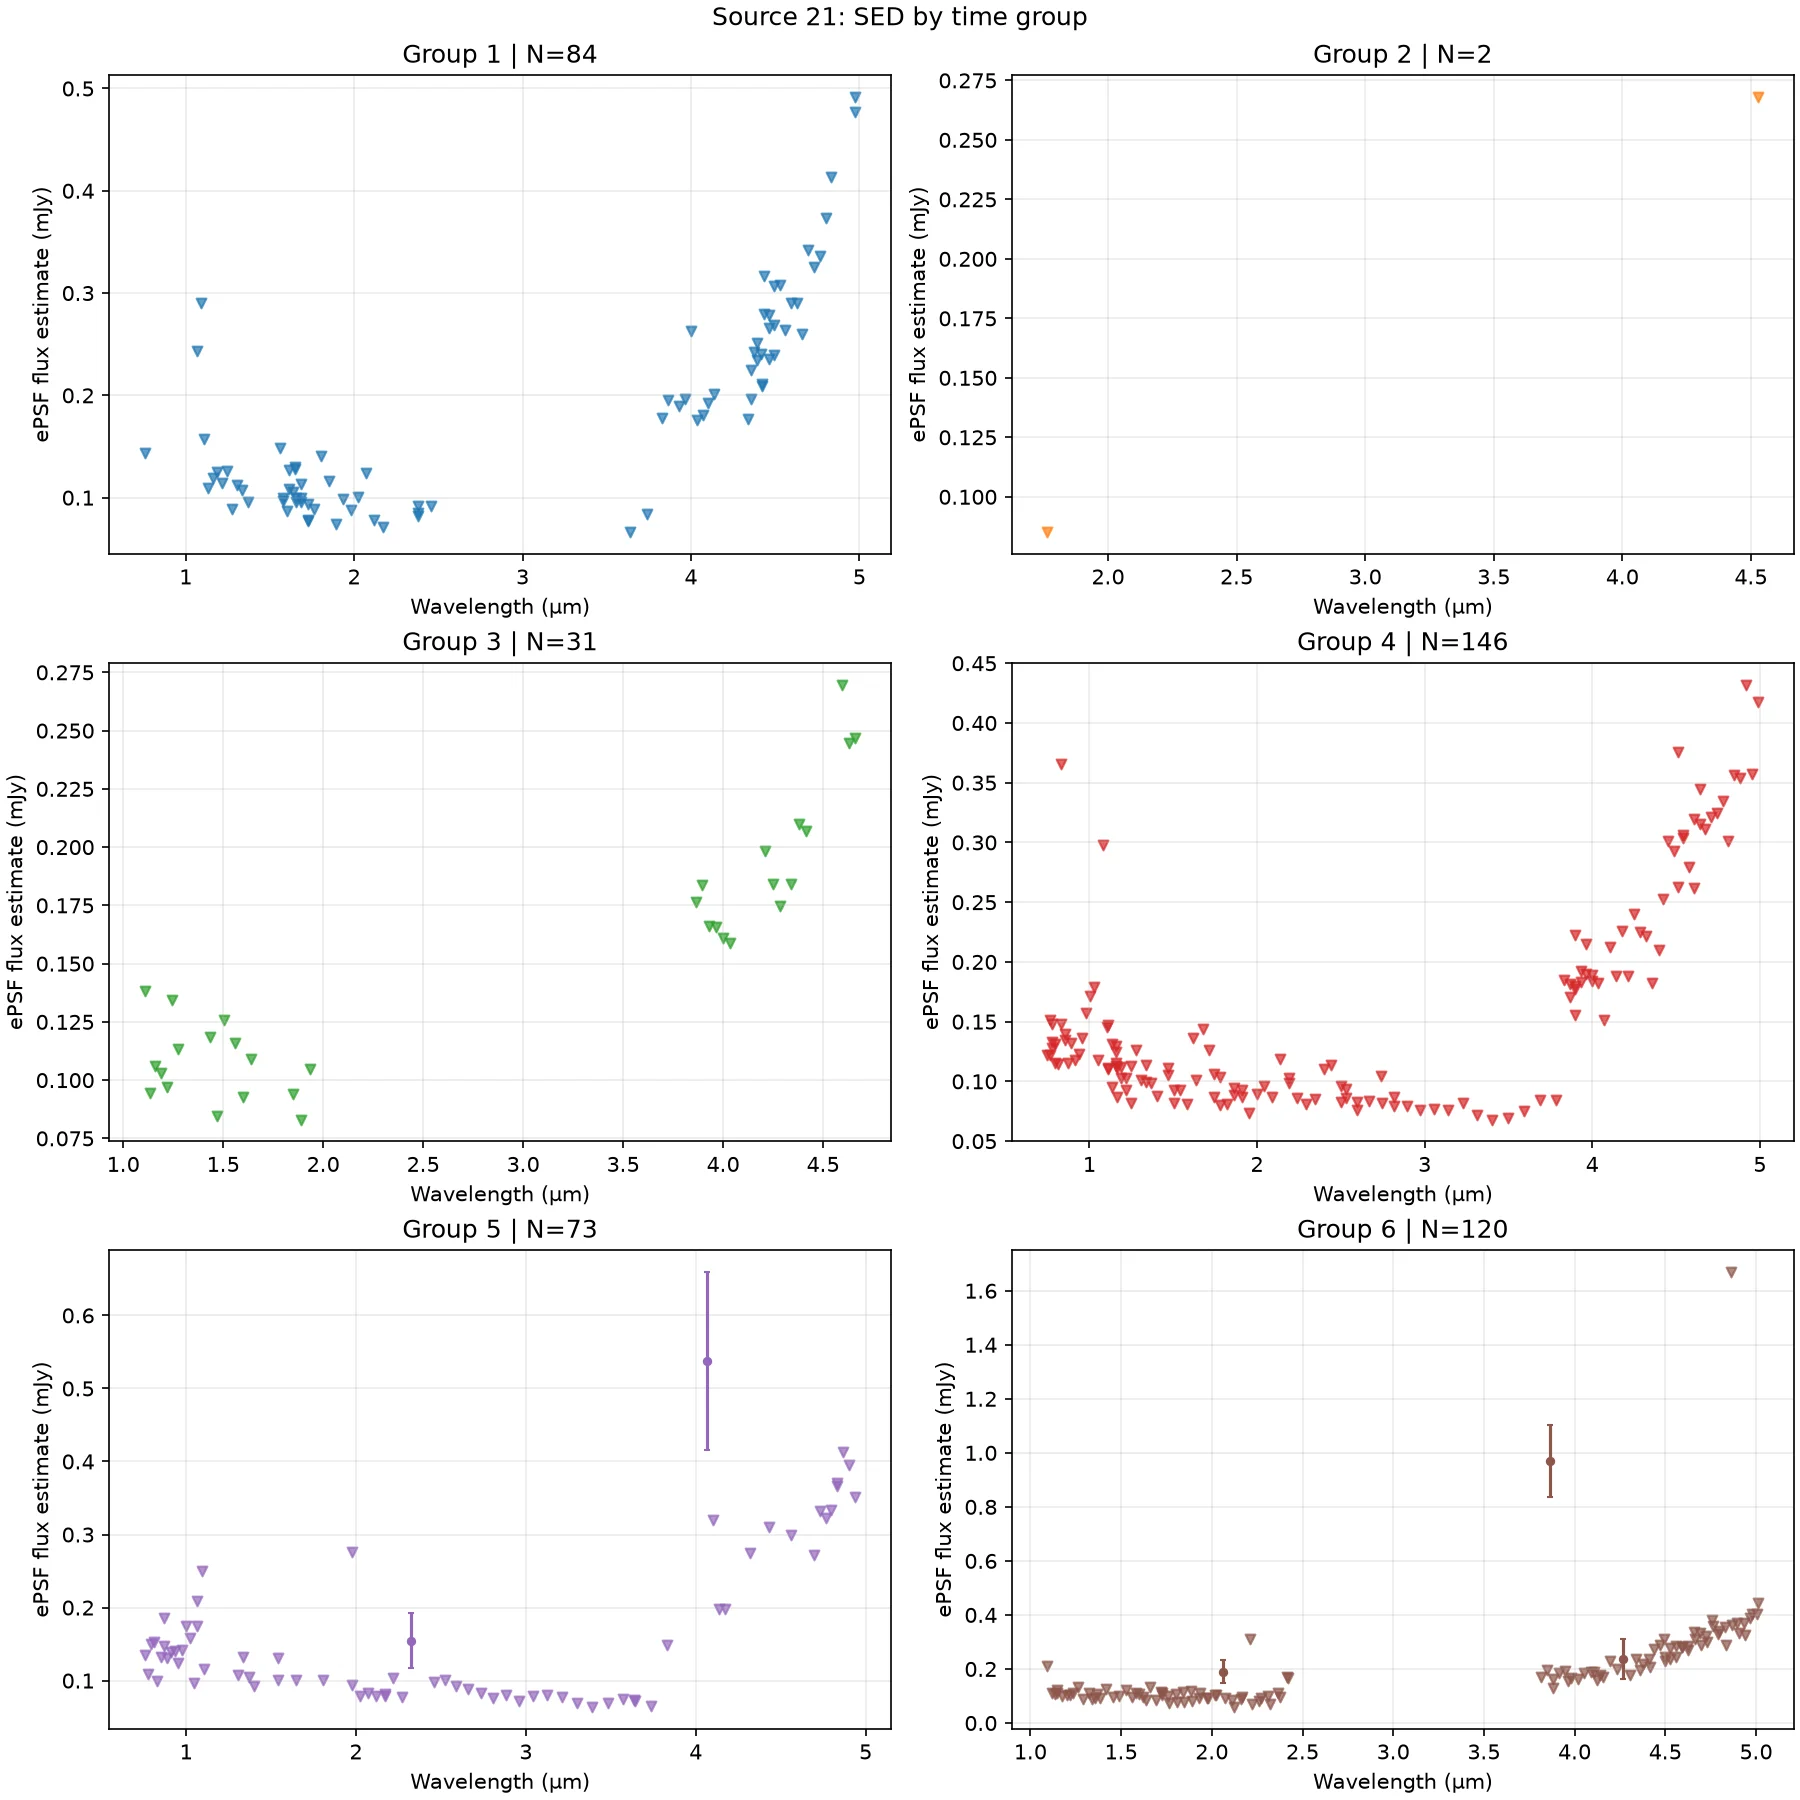 Source 21: SED by time group
Group 1 | N=84
0.5
0.4
0.3
0.2
0.1
ePSF flux estimate (mJy)
1 2 3 4 5
Wavelength (μm)
Group 2 | N=2
0.275
0.250
0.225
0.200
0.175
0.150
0.125
0.100
ePSF flux estimate (mJy)
2.0 2.5 3.0 3.5 4.0 4.5
Wavelength (μm)
Group 3 | N=31
0.275
0.250
0.225
0.200
0.175
0.150
0.125
0.100
0.075
ePSF flux estimate (mJy)
1.0 1.5 2.0 2.5 3.0 3.5 4.0 4.5
Wavelength (μm)
Group 4 | N=146
0.45
0.40
0.35
0.30
0.25
0.20
0.15
0.10
0.05
ePSF flux estimate (mJy)
1 2 3 4 5
Wavelength (μm)
Group 5 | N=73
0.6
0.5
0.4
0.3
0.2
0.1
ePSF flux estimate (mJy)
1 2 3 4 5
Wavelength (μm)
Group 6 | N=120
1.6
1.4
1.2
1.0
0.8
0.6
0.4
0.2
0.0
ePSF flux estimate (mJy)
1.0 1.5 2.0 2.5 3.0 3.5 4.0 4.5 5.0
Wavelength (μm)